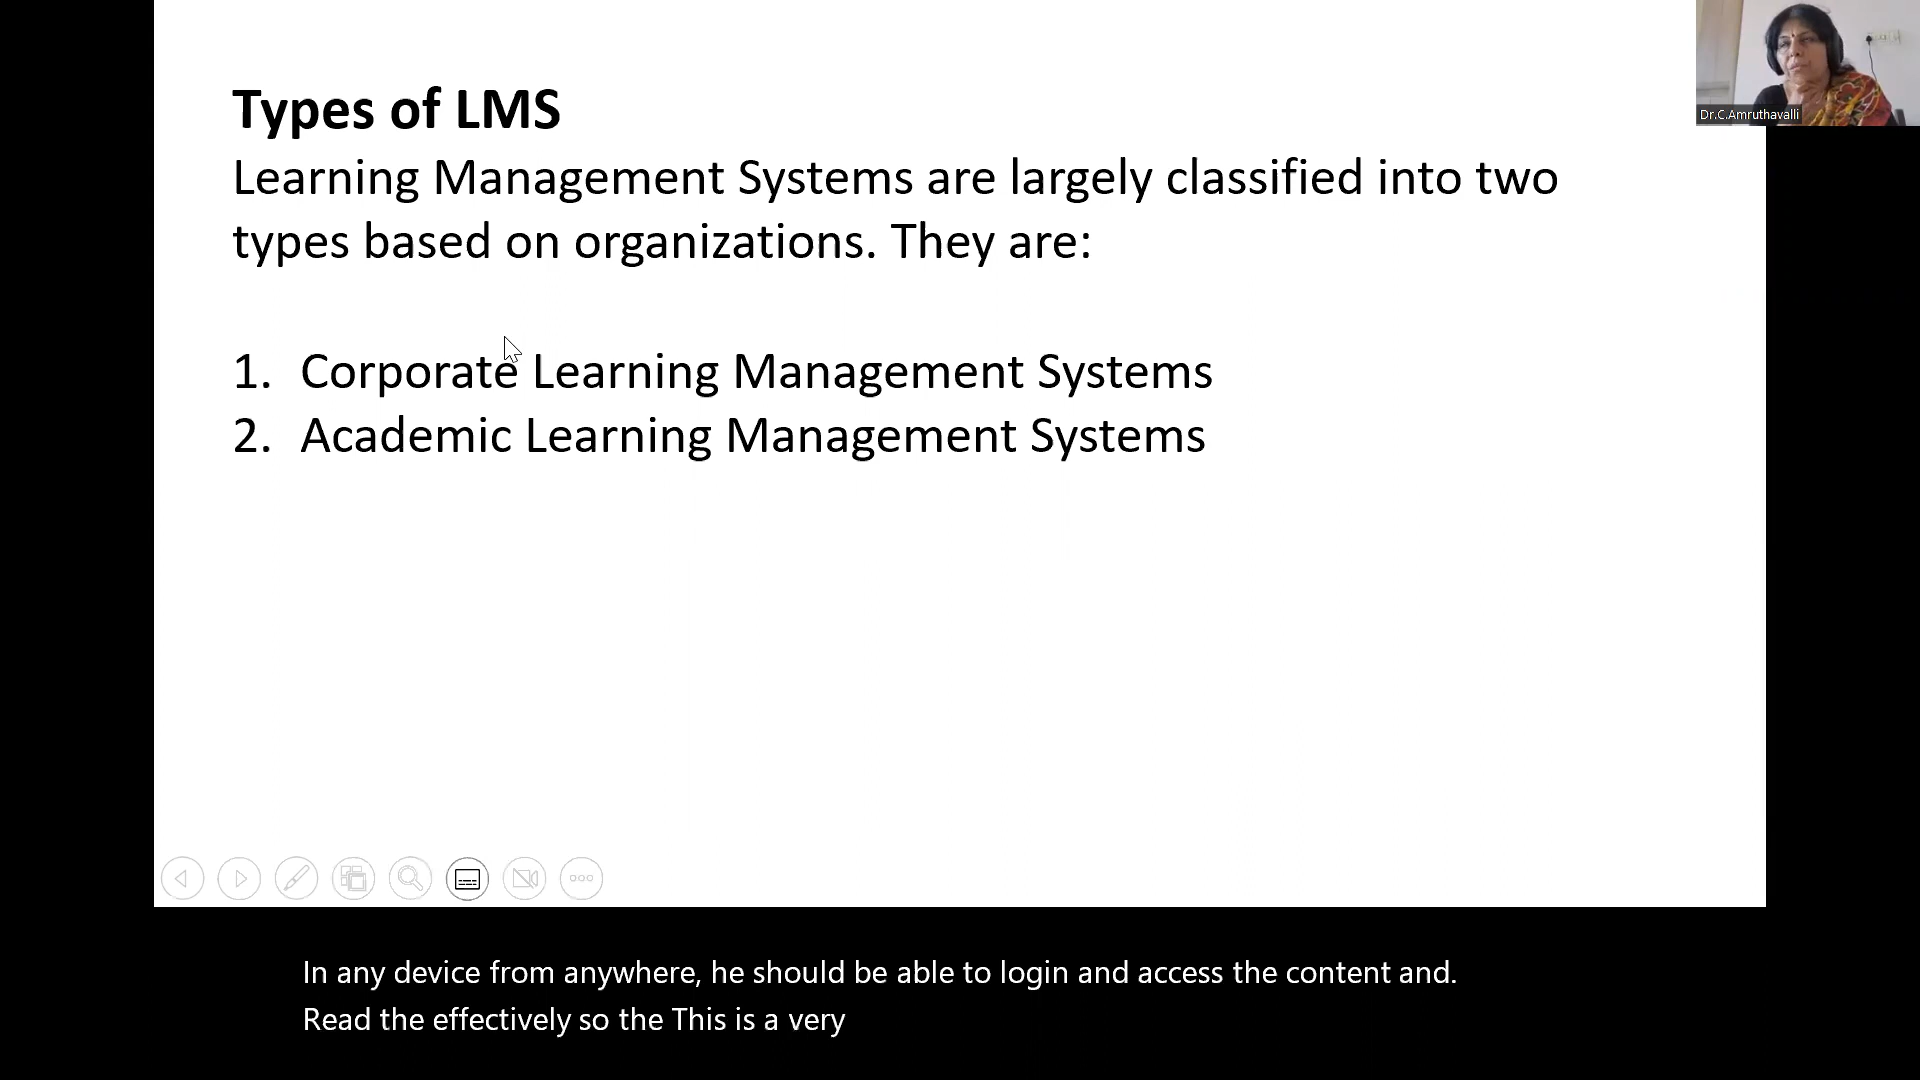 Types of LMS
Learning Management Systems are largely classified into two
types based on organizations. They are:
1. Corporate Learning Management Systems
2. Academic Learning Management Systems
Dr.C.Amruthavalli
In any device from anywhere, he should be able to login and access the content and.
Read the effectively so the This is a very